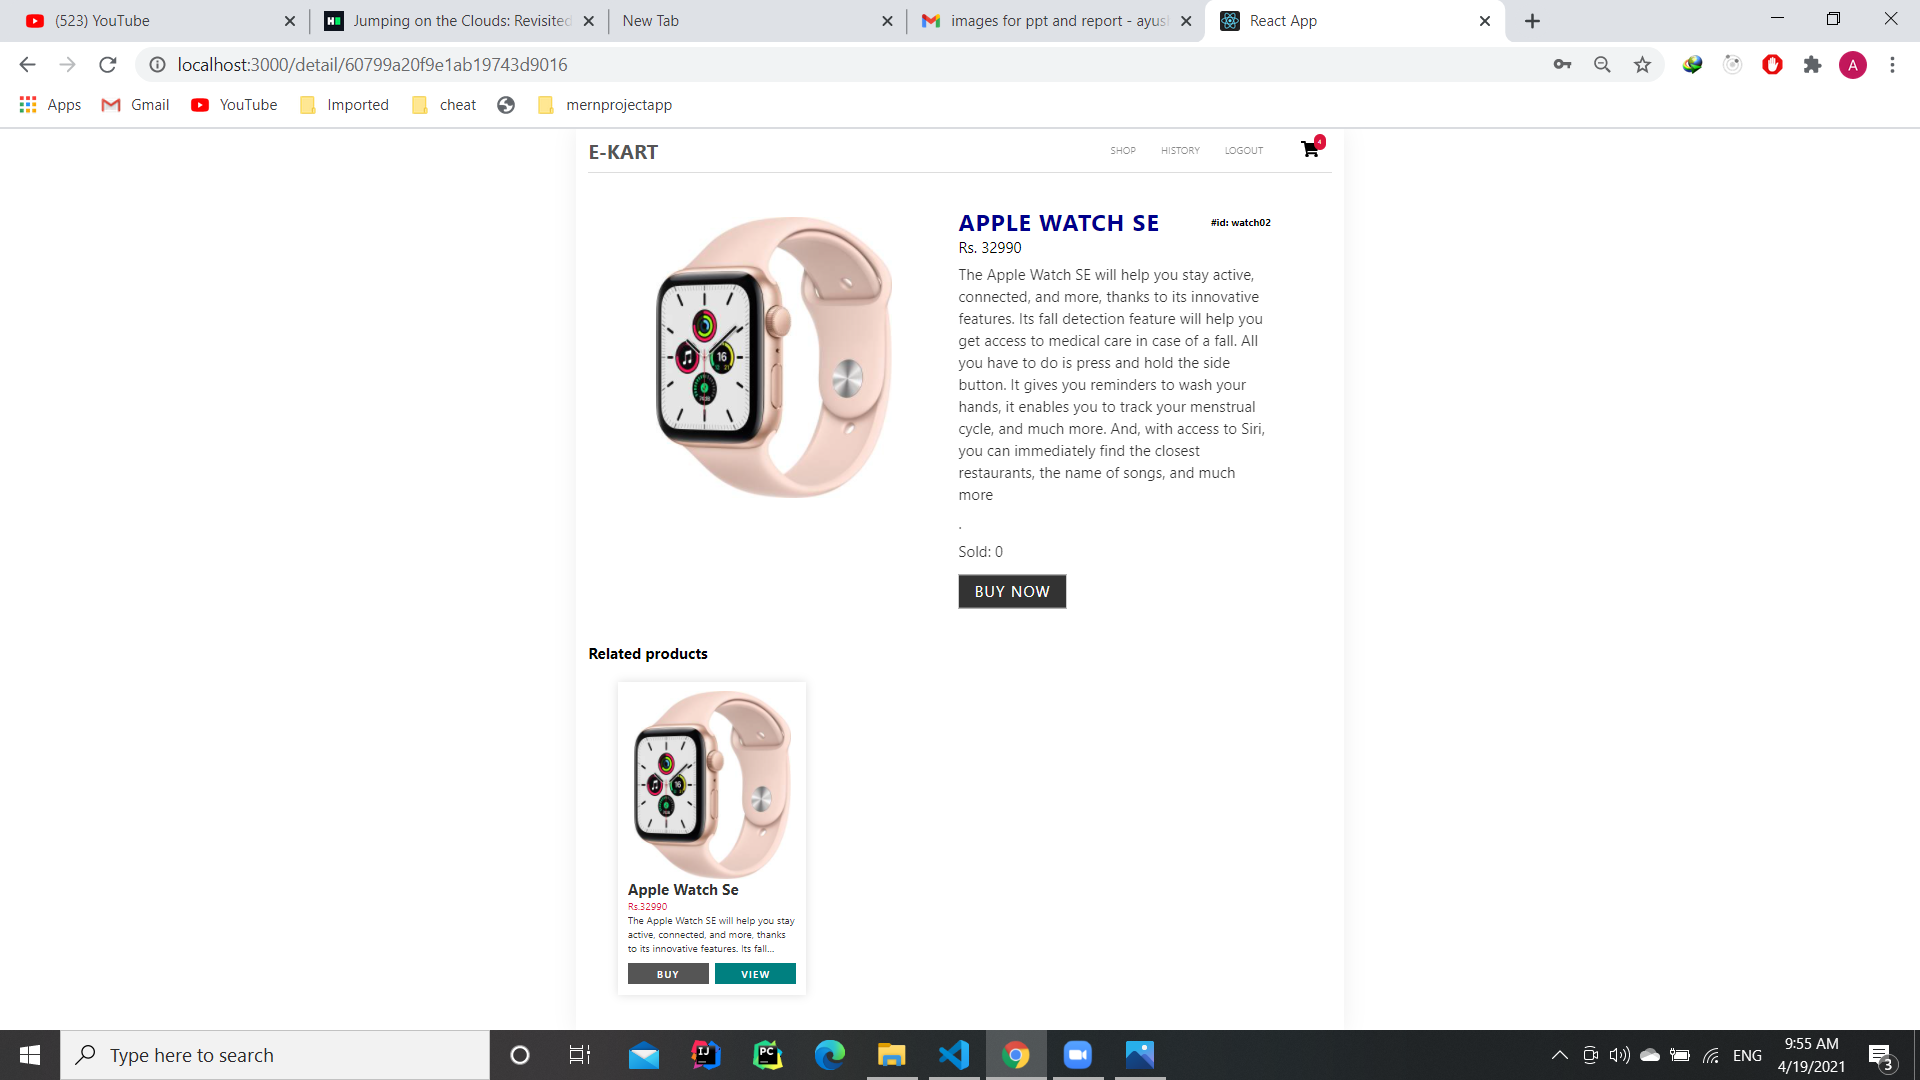 (523) YouTube
Jumping on the Clouds: Revisited
New Tab
images for ppt and report - ayus
React App
localhost:3000/detail/60799a20f9e1ab19743d9016
A
Apps
Gmail
YouTube
Imported
cheat
mernprojectapp
E-KART
SHOP
HISTORY
LOGOUT
4
APPLE WATCH SE
#id: watch02
Rs. 32990
The Apple Watch SE will help you stay active,
connected, and more, thanks to its innovative
features. Its fall detection feature will help you
get access to medical care in case of a fall. All
you have to do is press and hold the side
button. It gives you reminders to wash your
hands, it enables you to track your menstrual
cycle, and much more. And, with access to Siri,
you can immediately find the closest
restaurants, the name of songs, and much
more
.
Sold: 0
BUY NOW
16
Related products
16
Apple Watch Se
Rs.32990
The Apple Watch SE will help you stay
active, connected, and more, thanks
to its innovative features. Its fall...
BUY
VIEW
Type here to search
IJ
PC
ENG
9:55 AM
4/19/2021
3